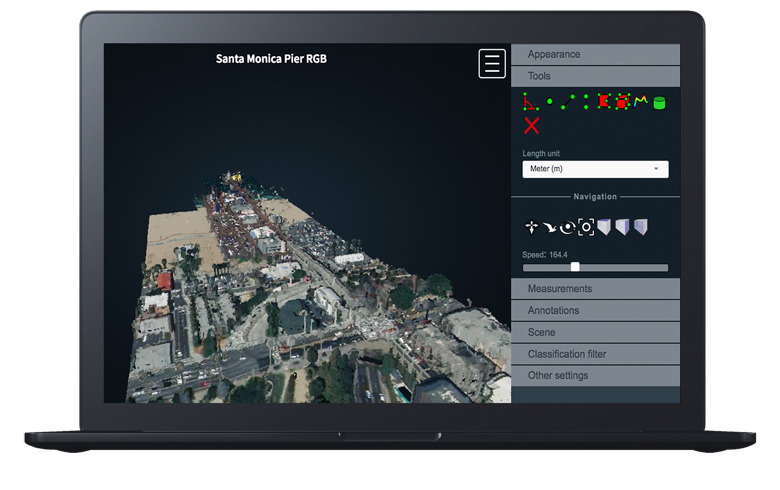 Santa Monica Pier RGB
Appearance
Tools
Length unit
Meter (m)
Navigation
Speed: 164.4
Measurements
Annotations
Scene
Classification filter
Other settings